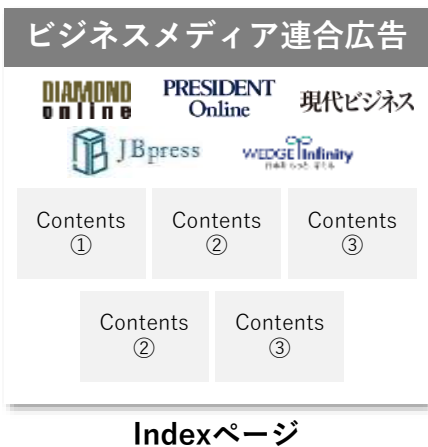 ビジネスメディア連合広告
DIAMOND online
PRESIDENT Online
現代ビジネス
JBpress
WEDGE Infinity
Contents ①
Contents ②
Contents ③
Contents ②
Contents ③
Indexページ